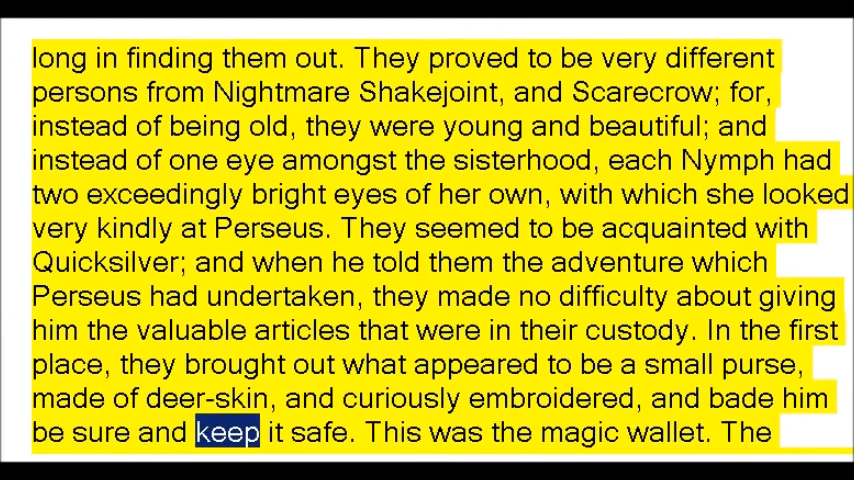 long in finding them out. They proved to be very different
persons from Nightmare Shakejoint, and Scarecrow; for,
instead of being old, they were young and beautiful; and
instead of one eye amongst the sisterhood, each Nymph had
two exceedingly bright eyes of her own, with which she looked
very kindly at Perseus. They seemed to be acquainted with
Quicksilver; and when he told them the adventure which
Perseus had undertaken, they made no difficulty about giving
him the valuable articles that were in their custody. In the first
place, they brought out what appeared to be a small purse,
made of deer-skin, and curiously embroidered, and bade him
be sure and keep it safe. This was the magic wallet. The